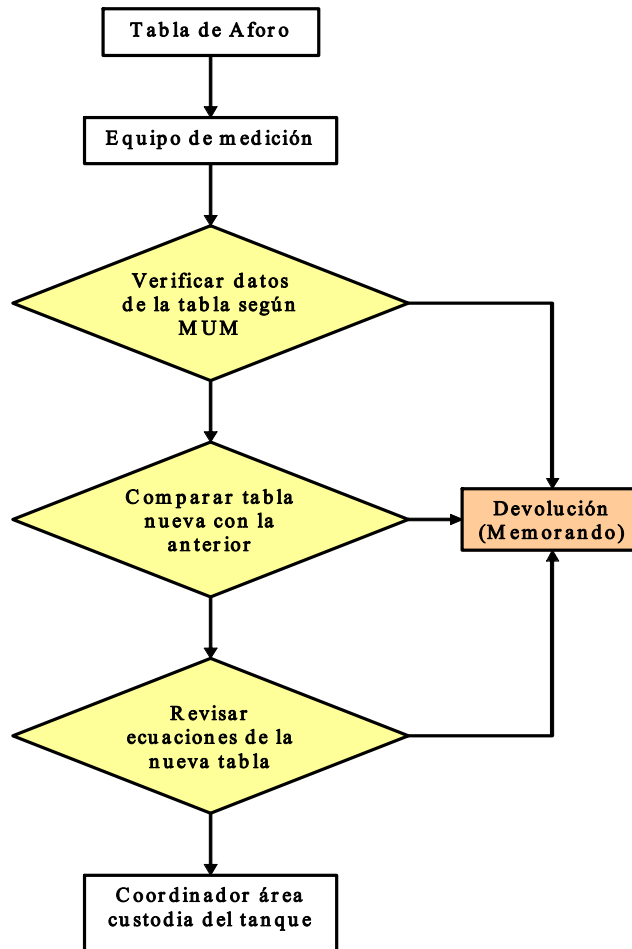 Tabla de Aforo
Equipo de medición
Verificar datos
de la tabla según
MUM
Comparar tabla
nueva con la
anterior
Devolución
(Memorando)
Revisar
ecuaciones de la
nueva tabla
Coordinador área
custodia del tanque